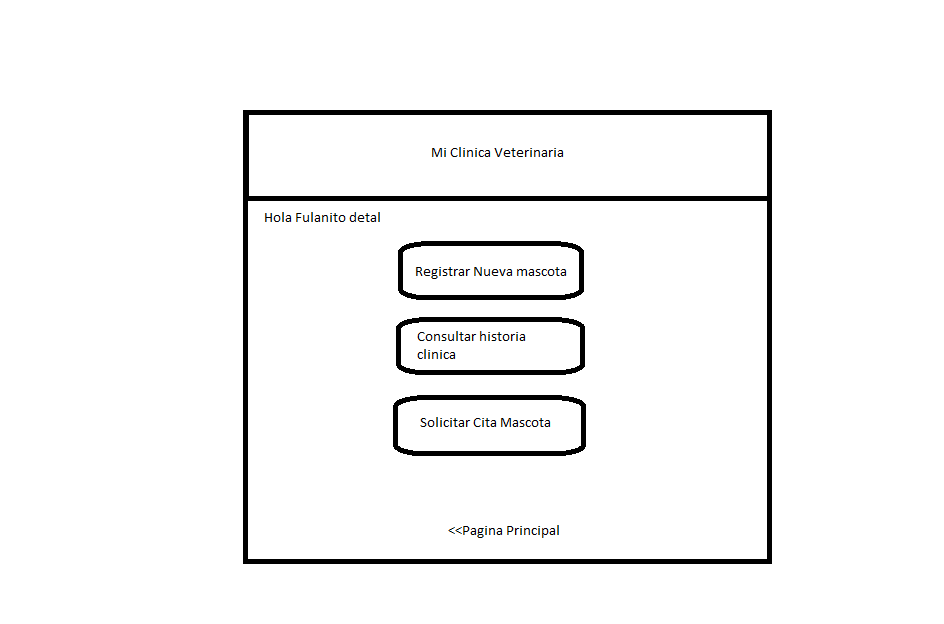 Mi Clinica Veterinaria
Hola Fulanito detal
Registrar Nueva mascota
Consultar historia
clinica
Solicitar Cita Mascota
<<Pagina Principal